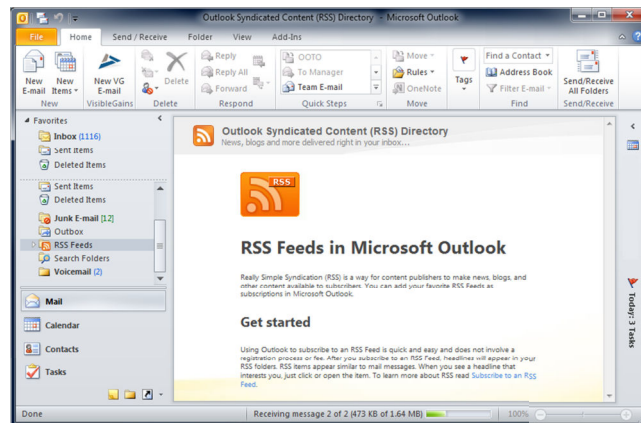 Outlook Syndicated Content (RSS) Directory - Microsoft Outlook
File Home Send / Receive Folder View Add-Ins
New E-mail
New Items
New
New VG E-mail
VisibleGains
Delete
Delete
Reply
Reply All
Forward
Respond
OOTO
To Manager
Team E-mail
Quick Steps
Move
Rules
OneNote
Move
Tags
Find a Contact
Address Book
Filter E-mail
Find
Send/Receive All Folders
Send/Receive
Favorites
Inbox (1116)
Sent Items
Deleted Items
Sent Items
Deleted Items
Junk E-mail [12]
Outbox
RSS Feeds
Search Folders
Voicemail (2)
Mail
Calendar
Contacts
Tasks
Outlook Syndicated Content (RSS) Directory
News, blogs and more delivered right in your inbox...
RSS
RSS Feeds in Microsoft Outlook
Really Simple Syndication (RSS) is a way for content publishers to make news, blogs, and
other content available to subscribers. You can add your favorite RSS Feeds as
subscriptions in Microsoft Outlook.
Get started
Using Outlook to subscribe to an RSS Feed is quick and easy and does not involve a
registration process or fee. After you subscribe to an RSS Feed, headlines will appear in your
RSS folders. RSS items appear similar to mail messages. When you see a headline that
interests you, just click or open the item. To learn more about RSS read Subscribe to an RSS
Feed.
Today: 3 Tasks
Done
Receiving message 2 of 2 (473 KB of 1.64 MB)
100%